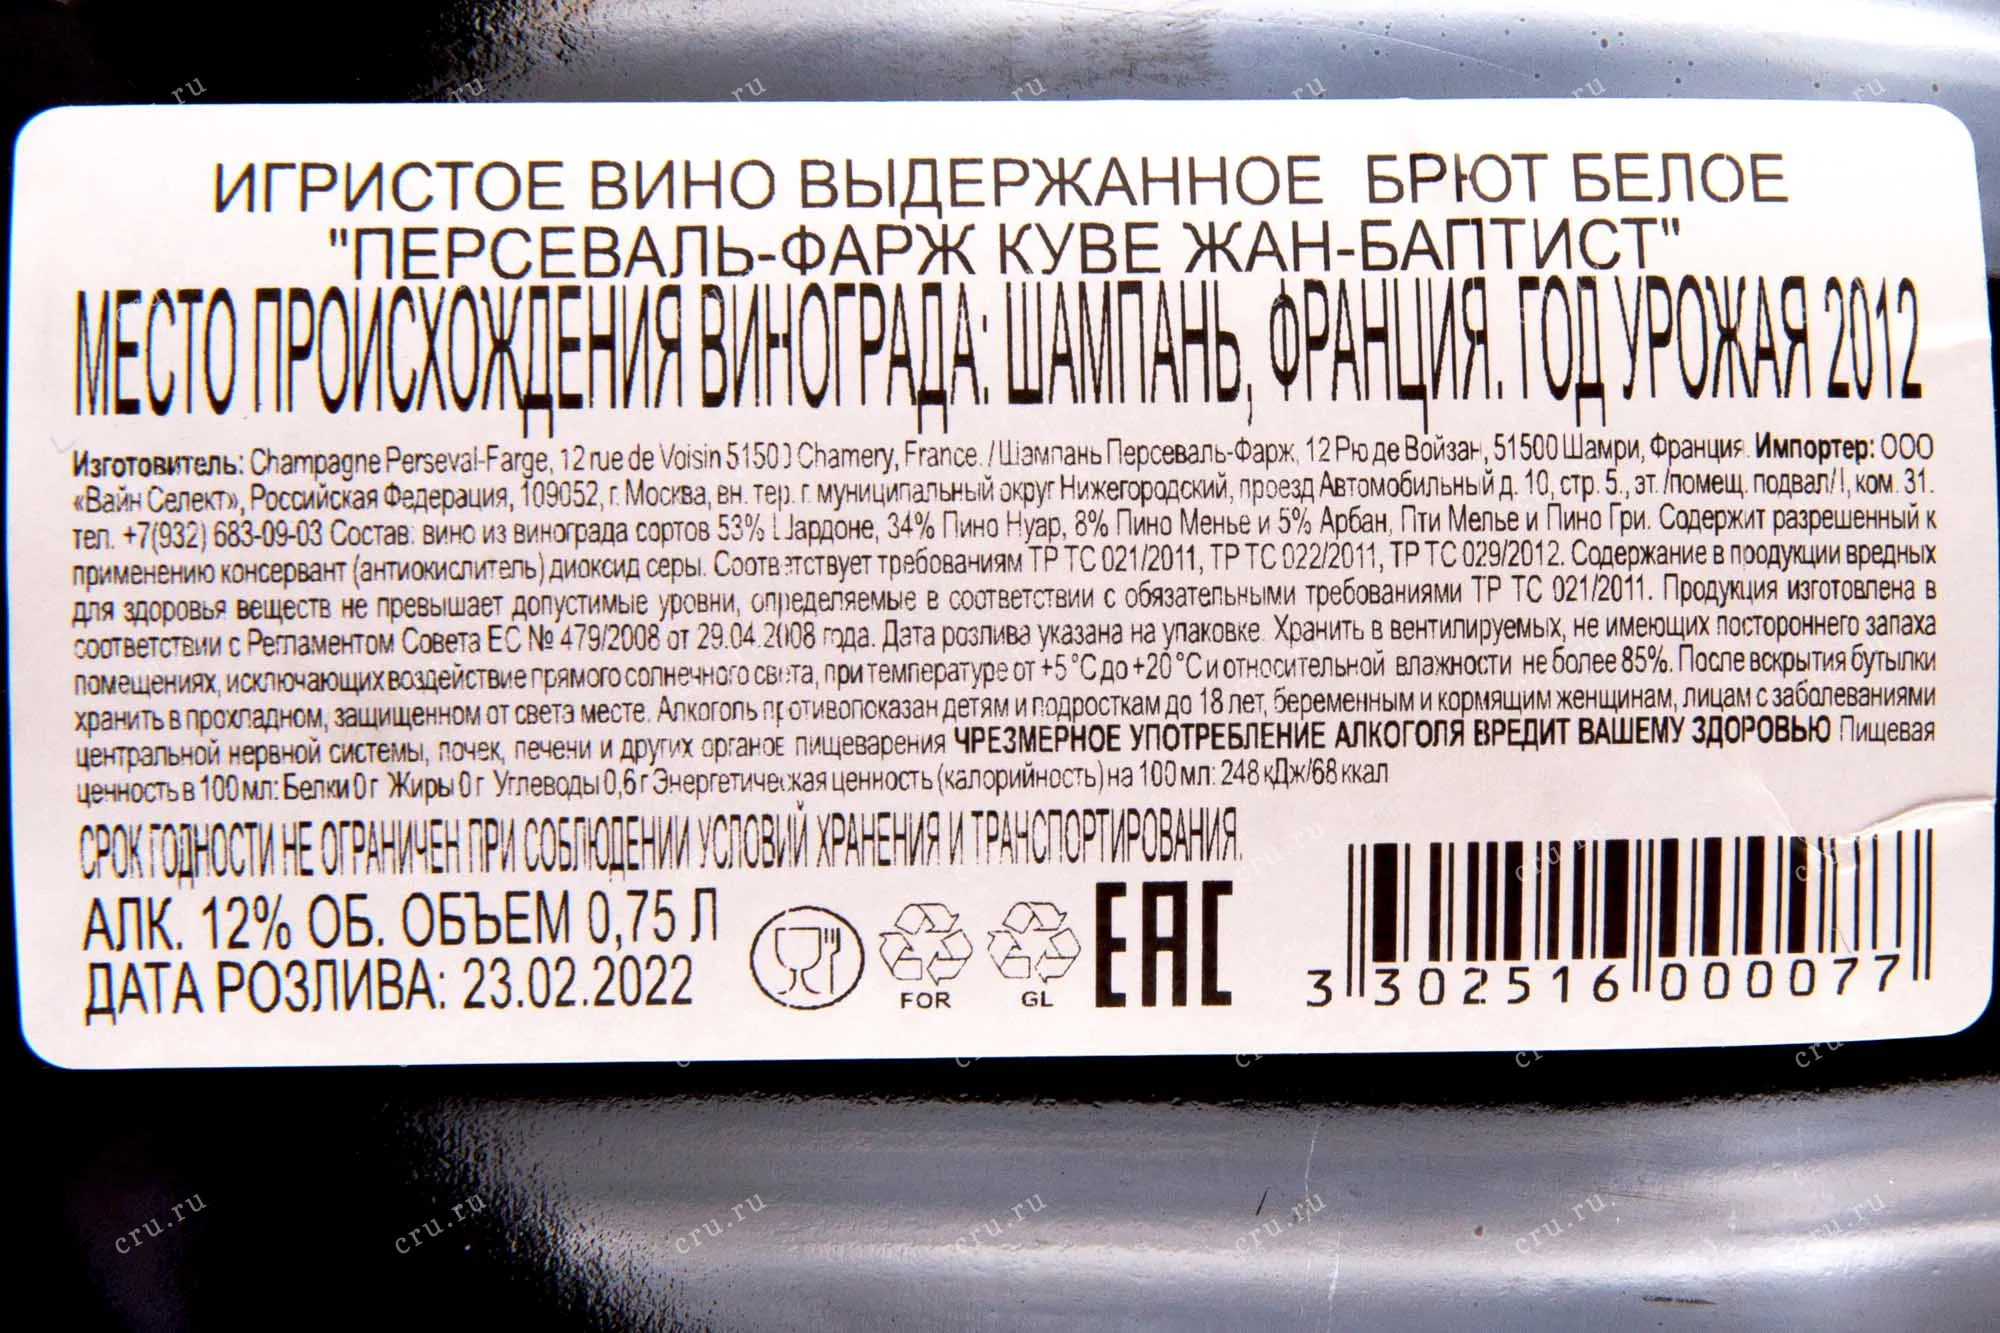 ИГРИСТОЕ ВИНО ВЫДЕРЖАННОЕ БРЮТ БЕЛОЕ
"ПЕРСЕВАЛЬ-ФАРЖ КУВЕ ЖАН-БАПТИСТ"
МЕСТО ПРОИСХОЖДЕНИЯ ВИНОГРАДА: ШАМПАНЬ, ФРАНЦИЯ. ГОД УРОЖАЯ 2012
Изготовитель: Champagne Perseval-Farge, 12 rue de Voisin 51500 Chamery, France. / Шампань Персеваль-Фарж, 12 Рю де Войзан, 51500 Шамри, Франция. Импортер: ООО
«Вайн Селект», Российская Федерация, 109052, г. Москва, вн. тер. г. муниципальный округ Нижегородский, проезд Автомобильный д. 10, стр. 5., эт. /помещ. подвал/I, ком. 31.
тел. +7(932) 683-09-03 Состав: вино из винограда сортов 53% Шардоне, 34% Пино Нуар, 8% Пино Менье и 5% Арбан, Пти Мелье и Пино Гри. Содержит разрешенный к
применению консервант (антиокислитель) диоксид серы. Соответствует требованиям ТР ТС 021/2011, ТР ТС 022/2011, ТР ТС 029/2012. Содержание в продукции вредных
для здоровья веществ не превышает допустимые уровни, определяемые в соответствии с обязательными требованиями ТР ТС 021/2011. Продукция изготовлена в
соответствии с Регламентом Совета ЕС № 479/2008 от 29.04.2008 года. Дата розлива указана на упаковке. Хранить в вентилируемых, не имеющих постороннего запаха
помещениях, исключающих воздействие прямого солнечного света, при температуре от +5°С до +20°С и относительной влажности не более 85%. После вскрытия бутылки
хранить в прохладном, защищенном от света месте. Алкоголь противопоказан детям и подросткам до 18 лет, беременным и кормящим женщинам, лицам с заболеваниями
центральной нервной системы, почек, печени и других органов пищеварения ЧРЕЗМЕРНОЕ УПОТРЕБЛЕНИЕ АЛКОГОЛЯ ВРЕДИТ ВАШЕМУ ЗДОРОВЬЮ Пищевая
ценность в 100 мл: Белки 0 г Жиры 0 г Углеводы 0,6 г Энергетическая ценность (калорийность) на 100 мл: 248 кДж/68 ккал
СРОК ГОДНОСТИ НЕ ОГРАНИЧЕН ПРИ СОБЛЮДЕНИИ УСЛОВИЙ ХРАНЕНИЯ И ТРАНСПОРТИРОВАНИЯ.
АЛК. 12% ОБ. ОБЪЕМ 0,75 Л
ДАТА РОЗЛИВА: 23.02.2022
FOR
GL
EAC
3 302516 000077
cru.ru